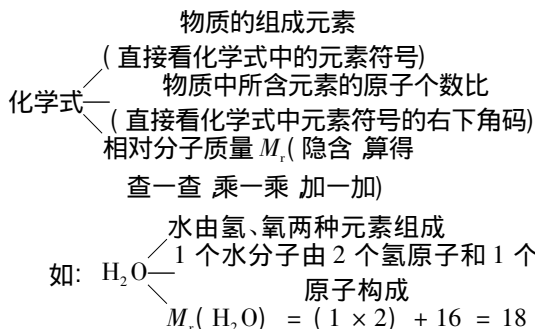 物质的组成元素
(直接看化学式中的元素符号)
物质中所含元素的原子个数比
化学式
(直接看化学式中元素符号的右下角码)
相对分子质量 Mr(隐含,算得
查一查,乘一乘,加一加)
水由氢、氧两种元素组成
1 个水分子由 2 个氢原子和 1 个
如: H₂O
原子构成
Mr(H₂O) = (1 × 2) + 16 = 18